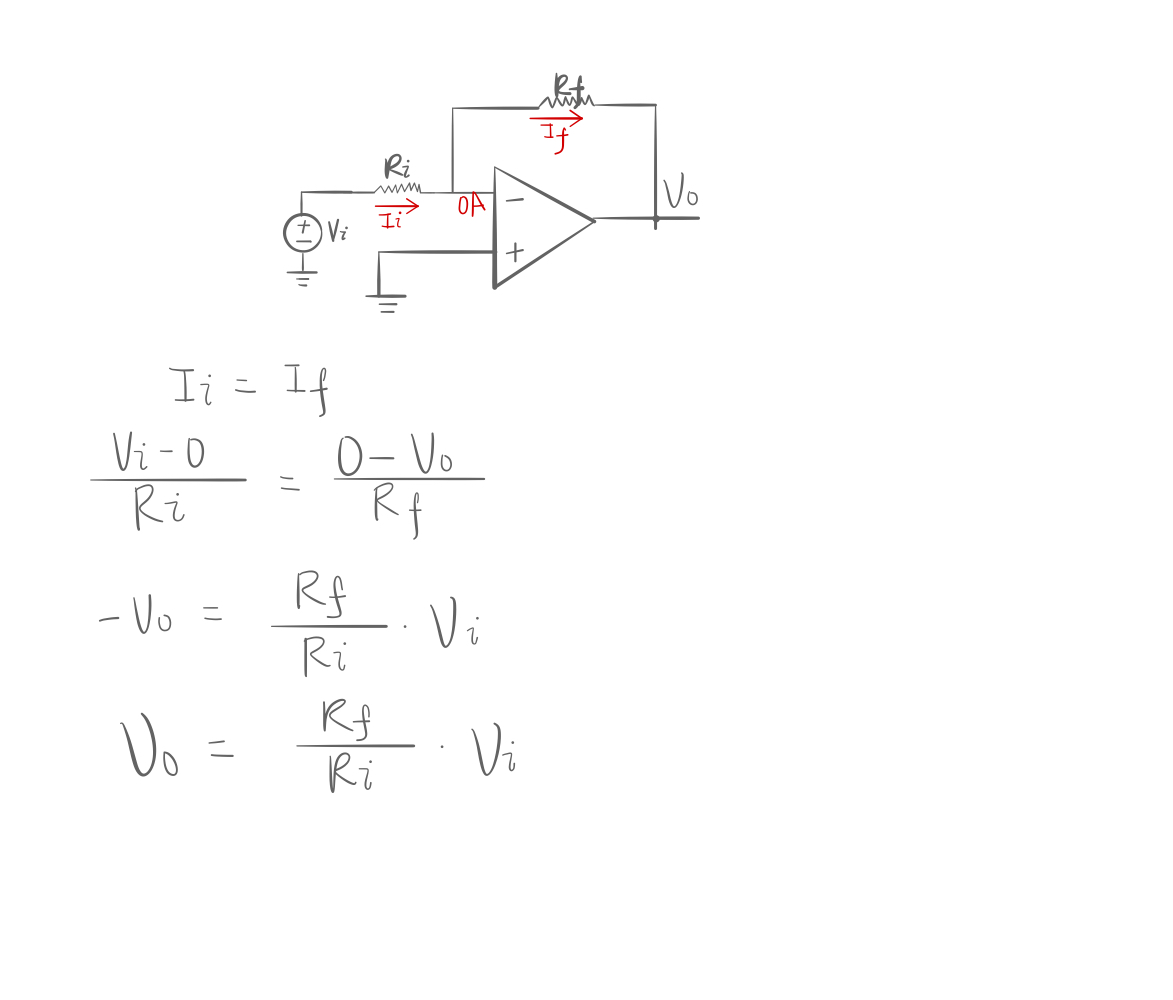 Rf
If
Ri
Vo
0A
Ii
Vi
+
−
−
+
Ii = If
Vi − 0 / Ri = 0 − Vo / Rf
−Vo = Rf / Ri · Vi
Vo = Rf / Ri · Vi